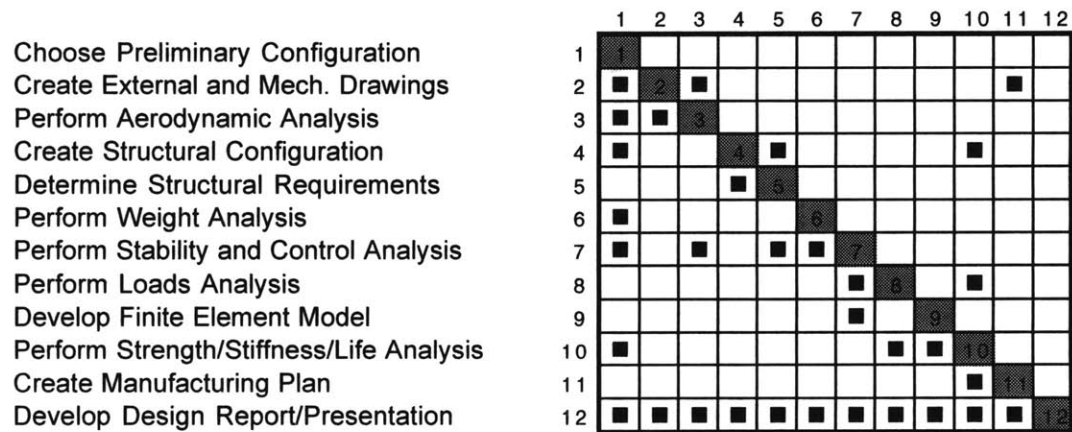 1 2 3 4 5 6 7 8 9 10 11 12
Choose Preliminary Configuration 1 1
Create External and Mech. Drawings 2 2
Perform Aerodynamic Analysis 3 3
Create Structural Configuration 4 4
Determine Structural Requirements 5 5
Perform Weight Analysis 6 6
Perform Stability and Control Analysis 7 7
Perform Loads Analysis 8 8
Develop Finite Element Model 9 9
Perform Strength/Stiffness/Life Analysis 10 10
Create Manufacturing Plan 11 11
Develop Design Report/Presentation 12 12